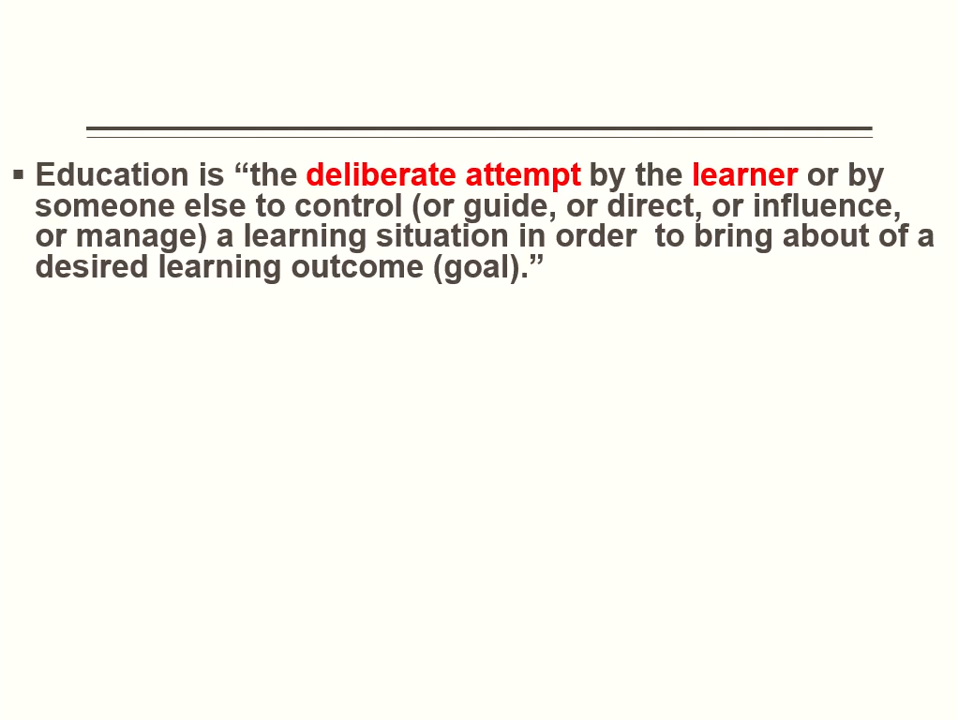 ▪ Education is “the deliberate attempt by the learner or by
someone else to control (or guide, or direct, or influence,
or manage) a learning situation in order  to bring about of a
desired learning outcome (goal).”